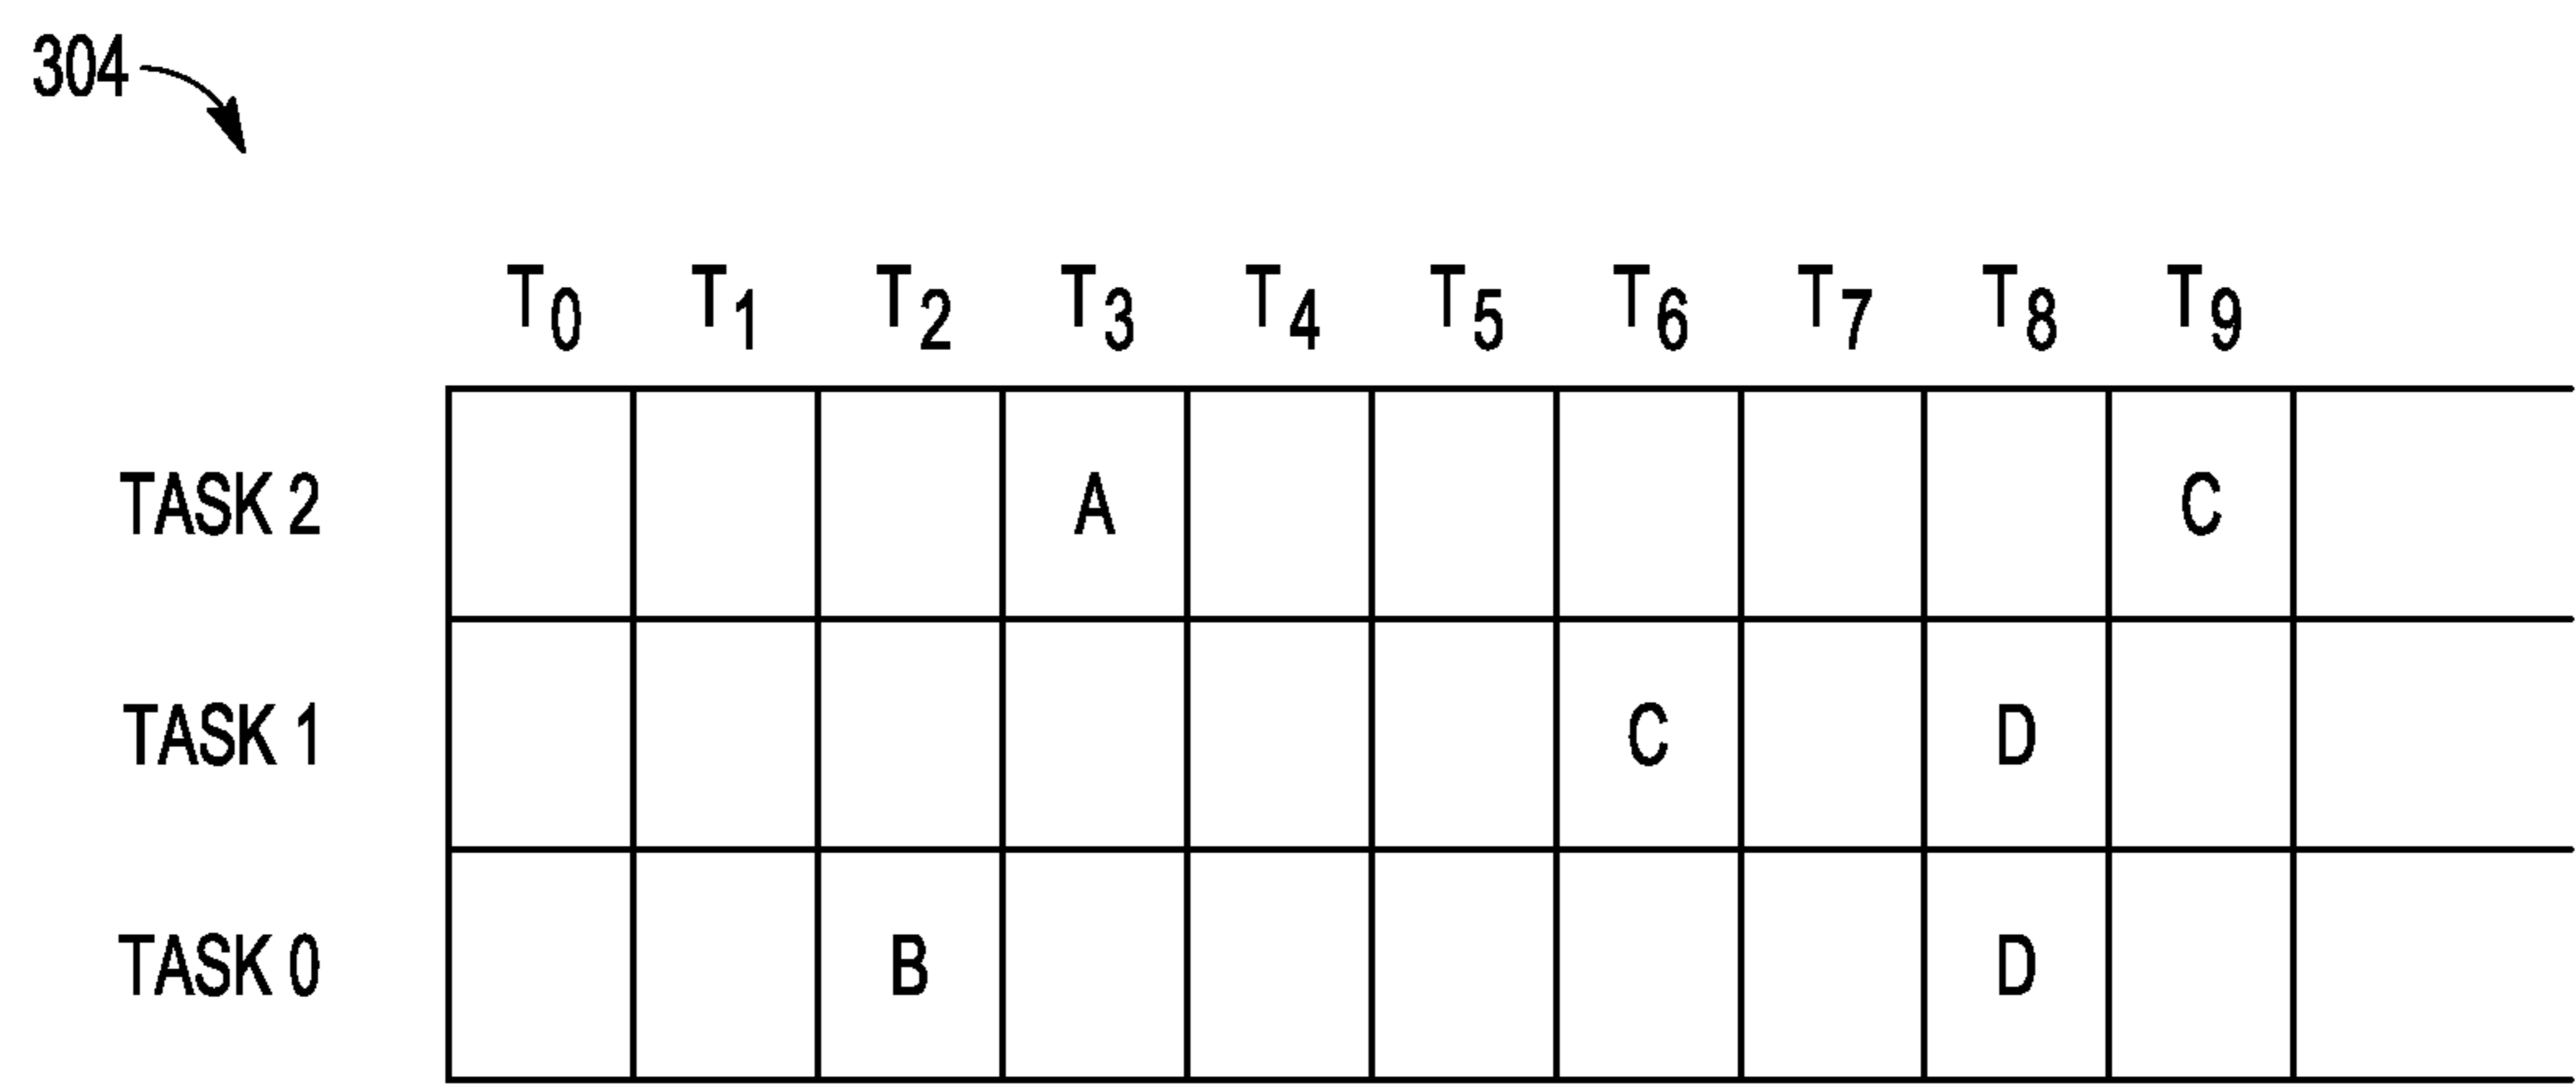 304
T0 T1 T2 T3 T4 T5 T6 T7 T8 T9
TASK 2 A C
TASK 1 C D
TASK 0 B D